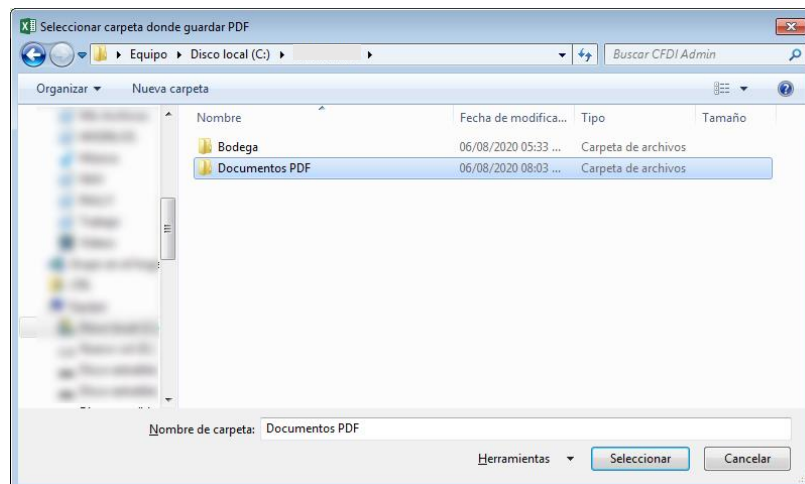 Seleccionar carpeta donde guardar PDF
Equipo Disco local (C:)
Buscar CFDI Admin
Organizar Nueva carpeta
Nombre Fecha de modifica... Tipo Tamaño
Bodega 06/08/2020 05:33 ... Carpeta de archivos
Documentos PDF 06/08/2020 08:03 ... Carpeta de archivos
Nombre de carpeta: Documentos PDF
Herramientas Seleccionar Cancelar